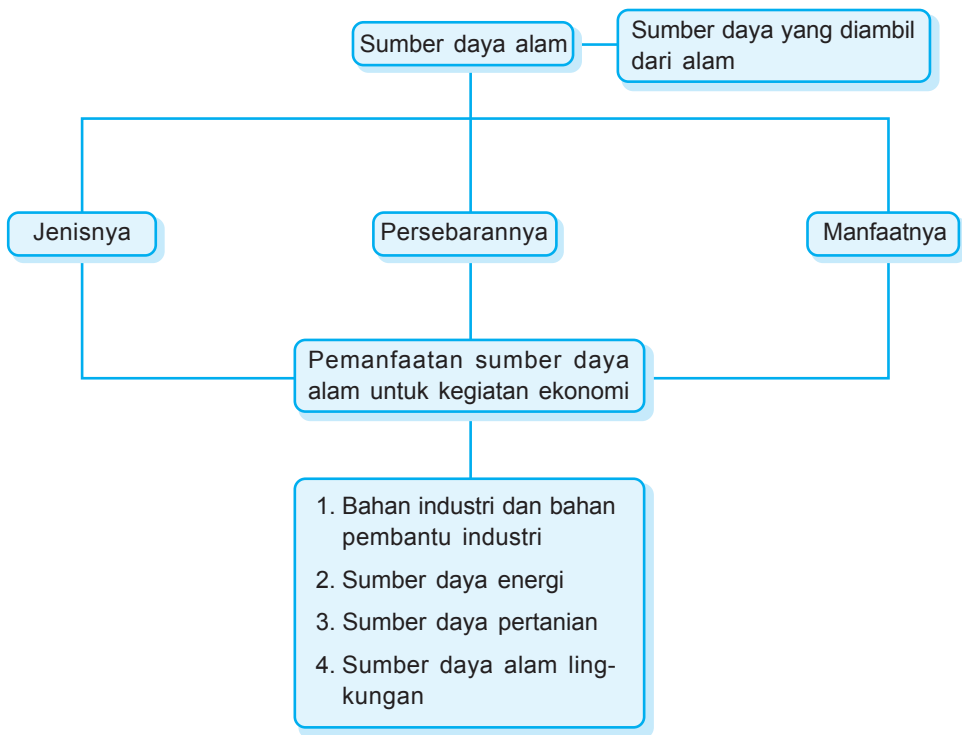 Sumber daya alam
Sumber daya yang diambil
dari alam
Jenisnya
Persebarannya
Manfaatnya
Pemanfaatan sumber daya
alam untuk kegiatan ekonomi
1. Bahan industri dan bahan
pembantu industri
2. Sumber daya energi
3. Sumber daya pertanian
4. Sumber daya alam ling-
kungan